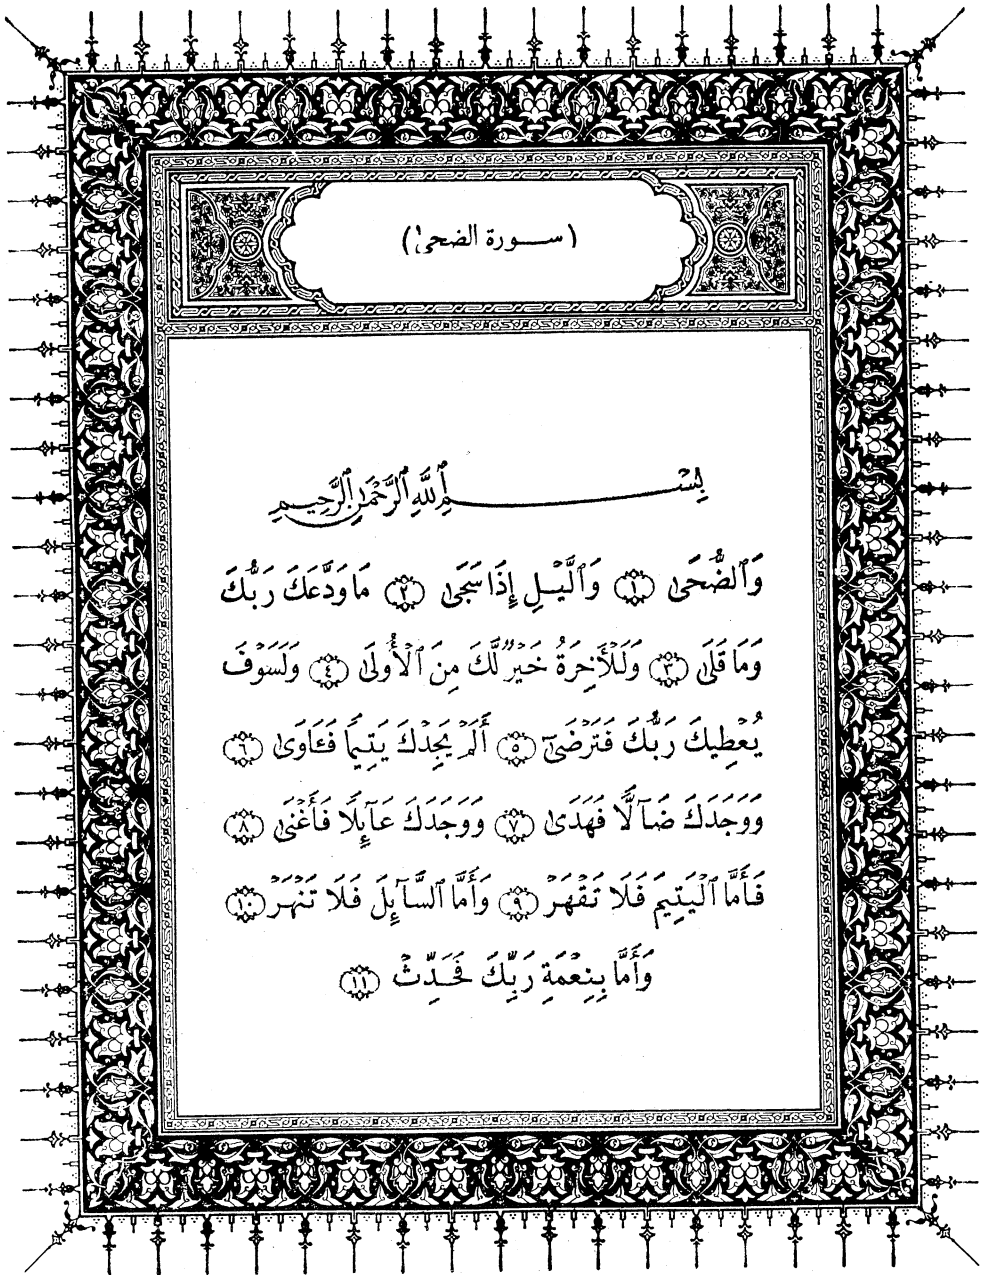 (سورة الضحى)
بِسْمِ ٱللَّهِ ٱلرَّحْمَٰنِ ٱلرَّحِيمِ
وَٱلضُّحَىٰ ﴿١﴾ وَٱلَّيْلِ إِذَا سَجَىٰ ﴿٢﴾ مَا وَدَّعَكَ رَبُّكَ
وَمَا قَلَىٰ ﴿٣﴾ وَلَلْآخِرَةُ خَيْرٌ لَّكَ مِنَ ٱلْأُولَىٰ ﴿٤﴾ وَلَسَوْفَ
يُعْطِيكَ رَبُّكَ فَتَرْضَىٰٓ ﴿٥﴾ أَلَمْ يَجِدْكَ يَتِيمًا فَـَٔاوَىٰ ﴿٦﴾
وَوَجَدَكَ ضَآلًّا فَهَدَىٰ ﴿٧﴾ وَوَجَدَكَ عَآئِلًا فَأَغْنَىٰ ﴿٨﴾
فَأَمَّا ٱلْيَتِيمَ فَلَا تَقْهَرْ ﴿٩﴾ وَأَمَّا ٱلسَّآئِلَ فَلَا تَنْهَرْ ﴿١٠﴾
وَأَمَّا بِنِعْمَةِ رَبِّكَ فَحَدِّثْ ﴿١١﴾